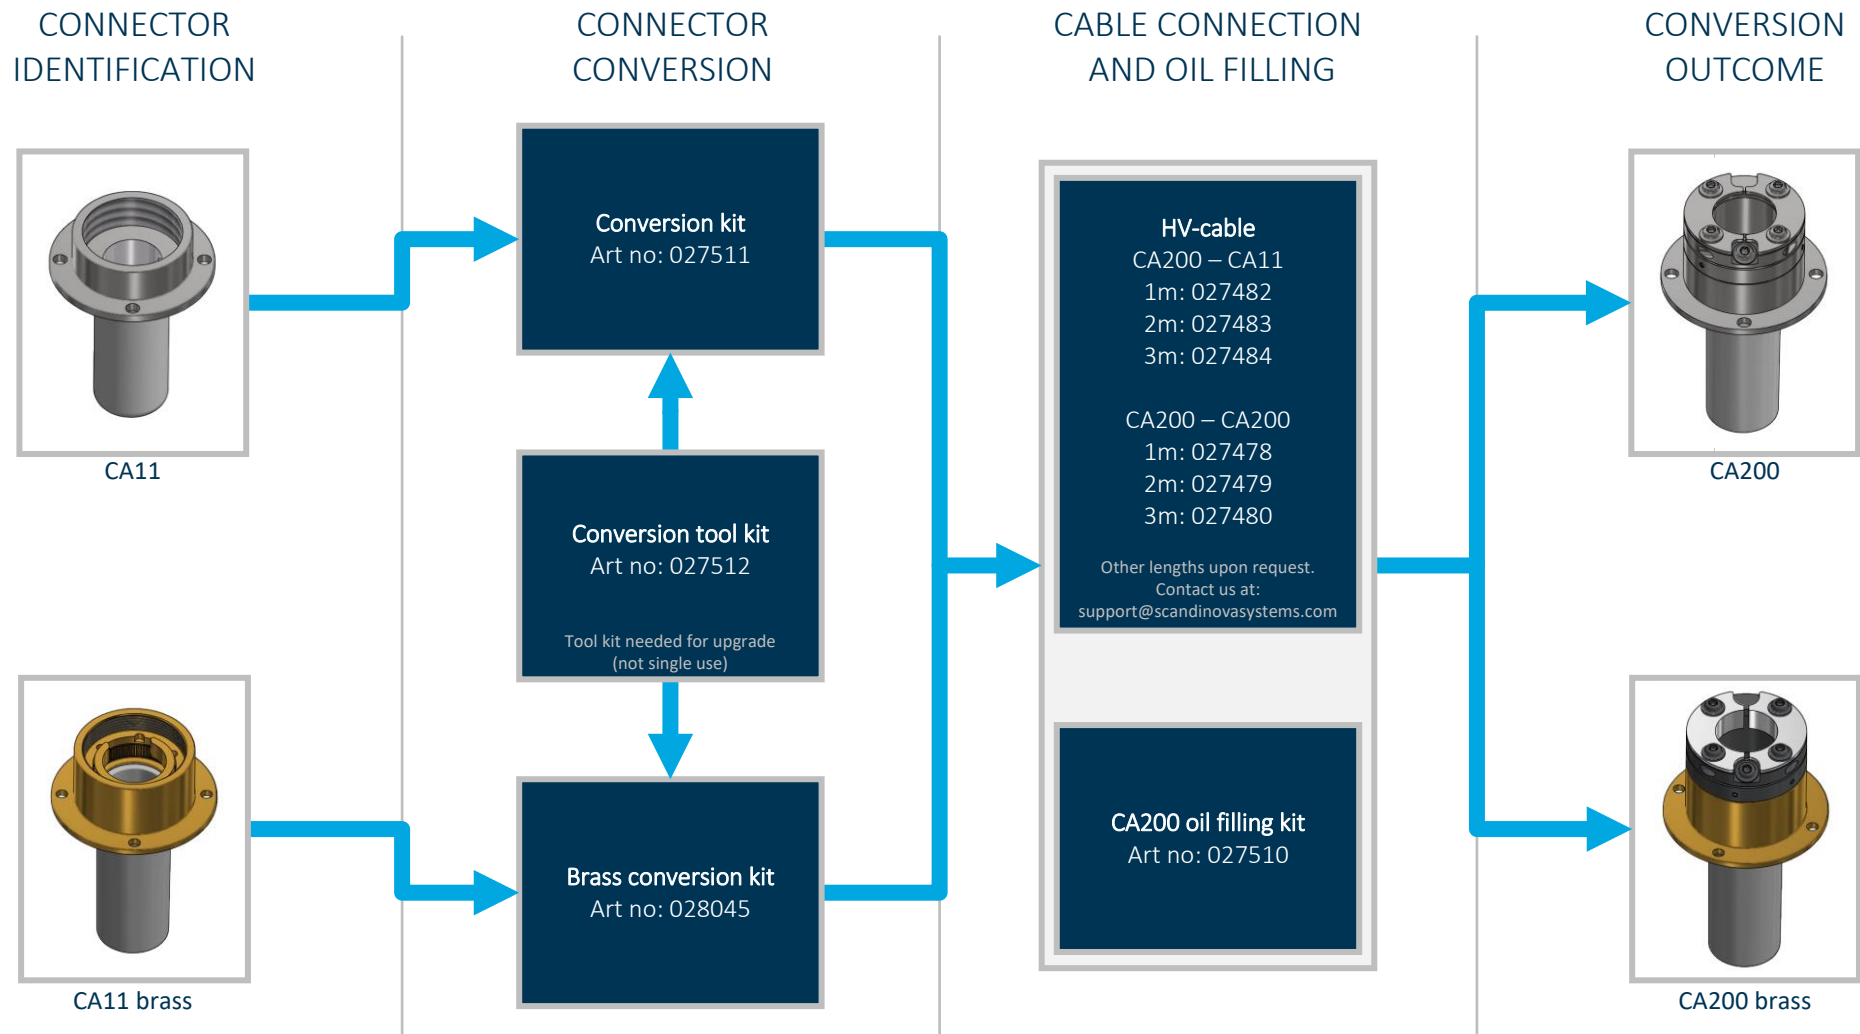 CONNECTOR
IDENTIFICATION
CA11
CA11 brass
CONNECTOR
CONVERSION
Conversion kit
Art no: 027511
Conversion tool kit
Art no: 027512
Tool kit needed for upgrade
(not single use)
Brass conversion kit
Art no: 028045
CABLE CONNECTION
AND OIL FILLING
HV-cable
CA200 – CA11
1m: 027482
2m: 027483
3m: 027484
CA200 – CA200
1m: 027478
2m: 027479
3m: 027480
Other lengths upon request.
Contact us at:
support@scandinovasystems.com
CA200 oil filling kit
Art no: 027510
CONVERSION
OUTCOME
CA200
CA200 brass